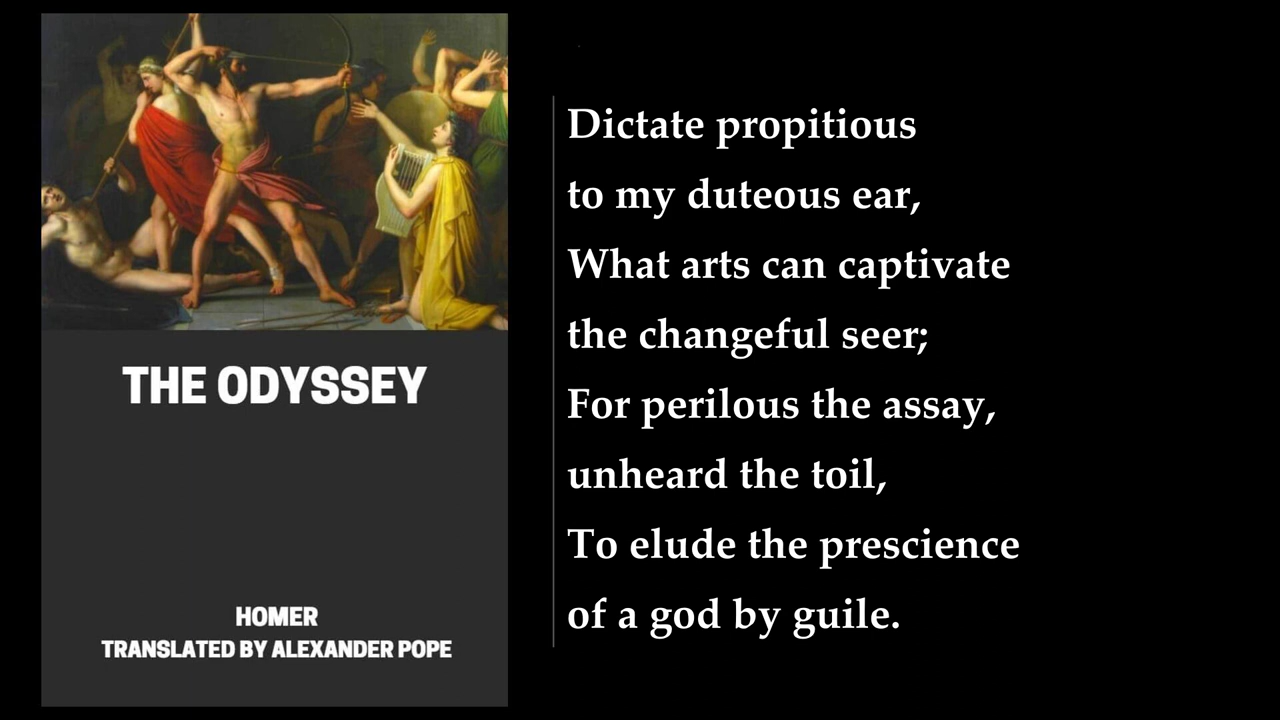 THE ODYSSEY
HOMER
TRANSLATED BY ALEXANDER POPE
Dictate propitious
to my duteous ear,
What arts can captivate
the changeful seer;
For perilous the assay,
unheard the toil,
To elude the prescience
of a god by guile.